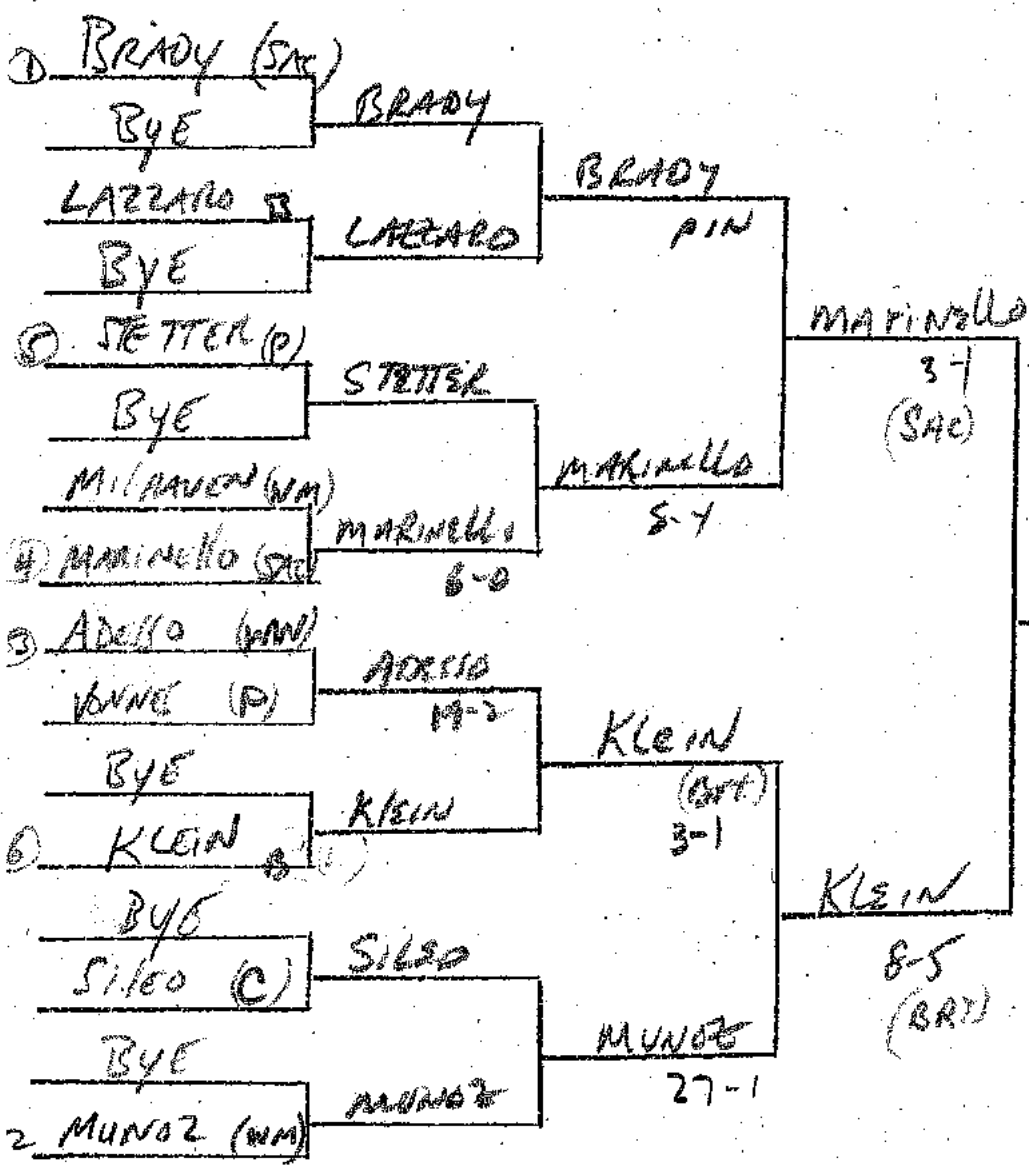 ① BRADY (SAC)
BYE
LAZZARO
BYE
⑤ STETTER (P)
BYE
MILHAVEN (WM)
④ MARINELLO (SAC)
③ ADESSO (WM)
VONNE (P)
BYE
⑥ KLEIN B
BYE
SILEO (C)
BYE
2 MUNOZ (WM)
BRADY
LAZZARO
STETTER
MARINELLO
6-0
ADESSO
19-2
KLEIN
SILEO
MUNOZ
BRADY
PIN
MARINELLO
KLEIN
(BRT)
3-1
MUNOZ
27-1
MARINELLO
3-1
(SAC)
KLEIN
8-5
(BRT)